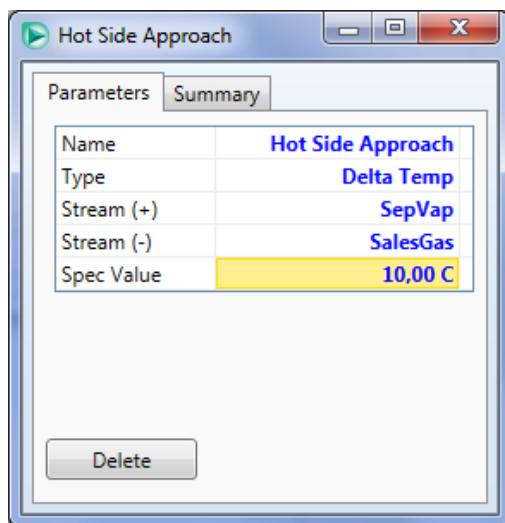 Hot Side Approach
Parameters Summary
Name Hot Side Approach
Type Delta Temp
Stream (+) SepVap
Stream (-) SalesGas
Spec Value 10,00 C
Delete